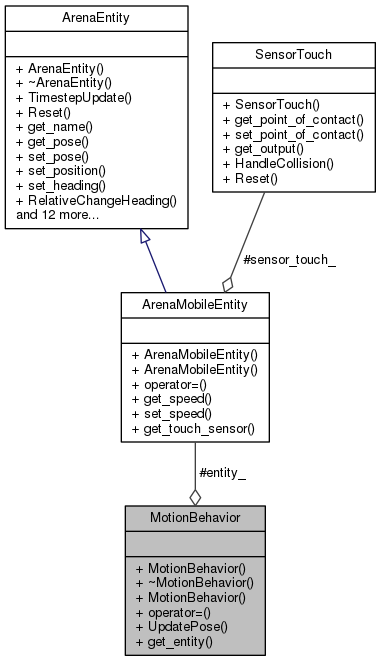 ArenaEntity
+ ArenaEntity()
+ ~ArenaEntity()
+ TimestepUpdate()
+ Reset()
+ get_name()
+ get_pose()
+ set_pose()
+ set_position()
+ set_heading()
+ RelativeChangeHeading()
and 12 more...
SensorTouch
+ SensorTouch()
+ get_point_of_contact()
+ set_point_of_contact()
+ get_output()
+ HandleCollision()
+ Reset()
#sensor_touch_
ArenaMobileEntity
+ ArenaMobileEntity()
+ ArenaMobileEntity()
+ operator=()
+ get_speed()
+ set_speed()
+ get_touch_sensor()
#entity_
MotionBehavior
+ MotionBehavior()
+ ~MotionBehavior()
+ MotionBehavior()
+ operator=()
+ UpdatePose()
+ get_entity()